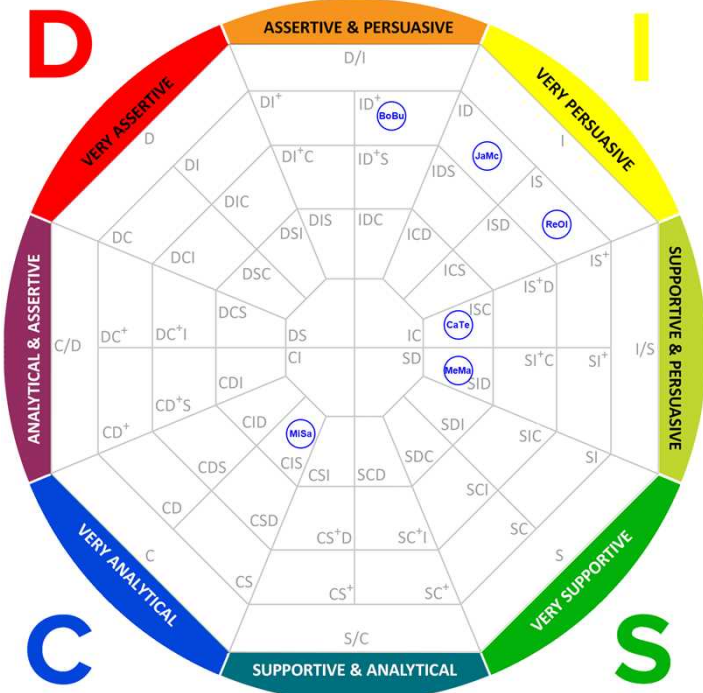 D
ASSERTIVE & PERSUASIVE
I
VERY ASSERTIVE
VERY PERSUASIVE
D/I
D
I
DI⁺
ID⁺
BoBu
ID
DI
DI⁺C
ID⁺S
IDS
JaMc
IS
DIC
DIS
IDC
ISD
ReOl
DC
DCI
DSI
ICD
IS⁺
DSC
ICS
IS⁺D
ANALYTICAL & ASSERTIVE
SUPPORTIVE & PERSUASIVE
C/D
DC⁺
DC⁺I
DCS
DS
IC
CaTe
ISC
I/S
CI
SD
MeMa
SID
SI⁺C
SI⁺
CDI
CD⁺S
CD⁺
CID
MiSa
SDI
SIC
SI
CDS
CIS
CSI
SCD
SDC
SCI
CD
CSD
CS⁺D
SC⁺I
SC
C
S
CS
CS⁺
SC⁺
VERY ANALYTICAL
VERY SUPPORTIVE
S/C
C
SUPPORTIVE & ANALYTICAL
S